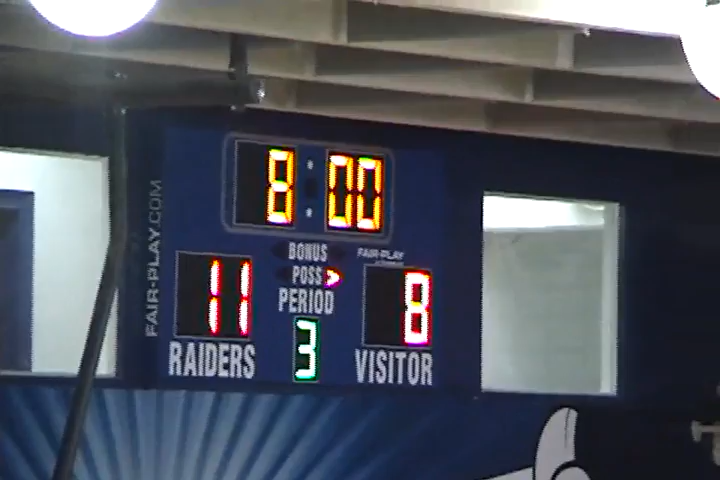 8:00
BONUS
FAIR-PLAY
POSS >
PERIOD
11 8
3
RAIDERS
VISITOR
FAIR-PLAY.COM